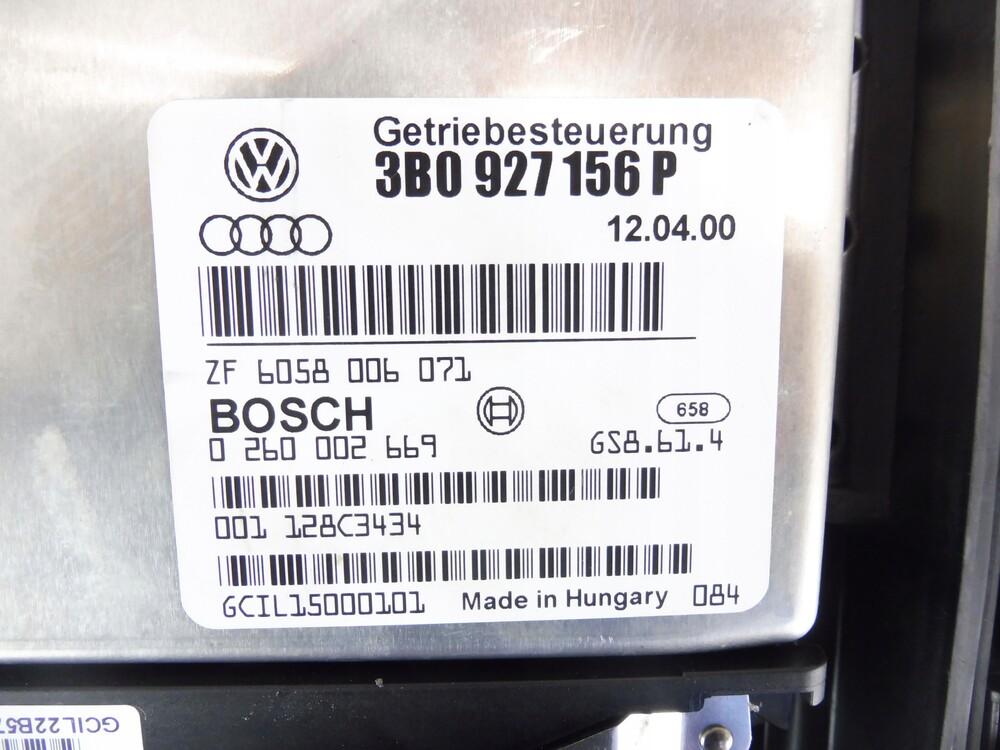 Getriebesteuerung
3B0 927 156 P
12.04.00
ZF 6058 006 071
BOSCH
658
0 260 002 669 GS8.61.4
001 128C3434
GCIL15000101 Made in Hungary 084